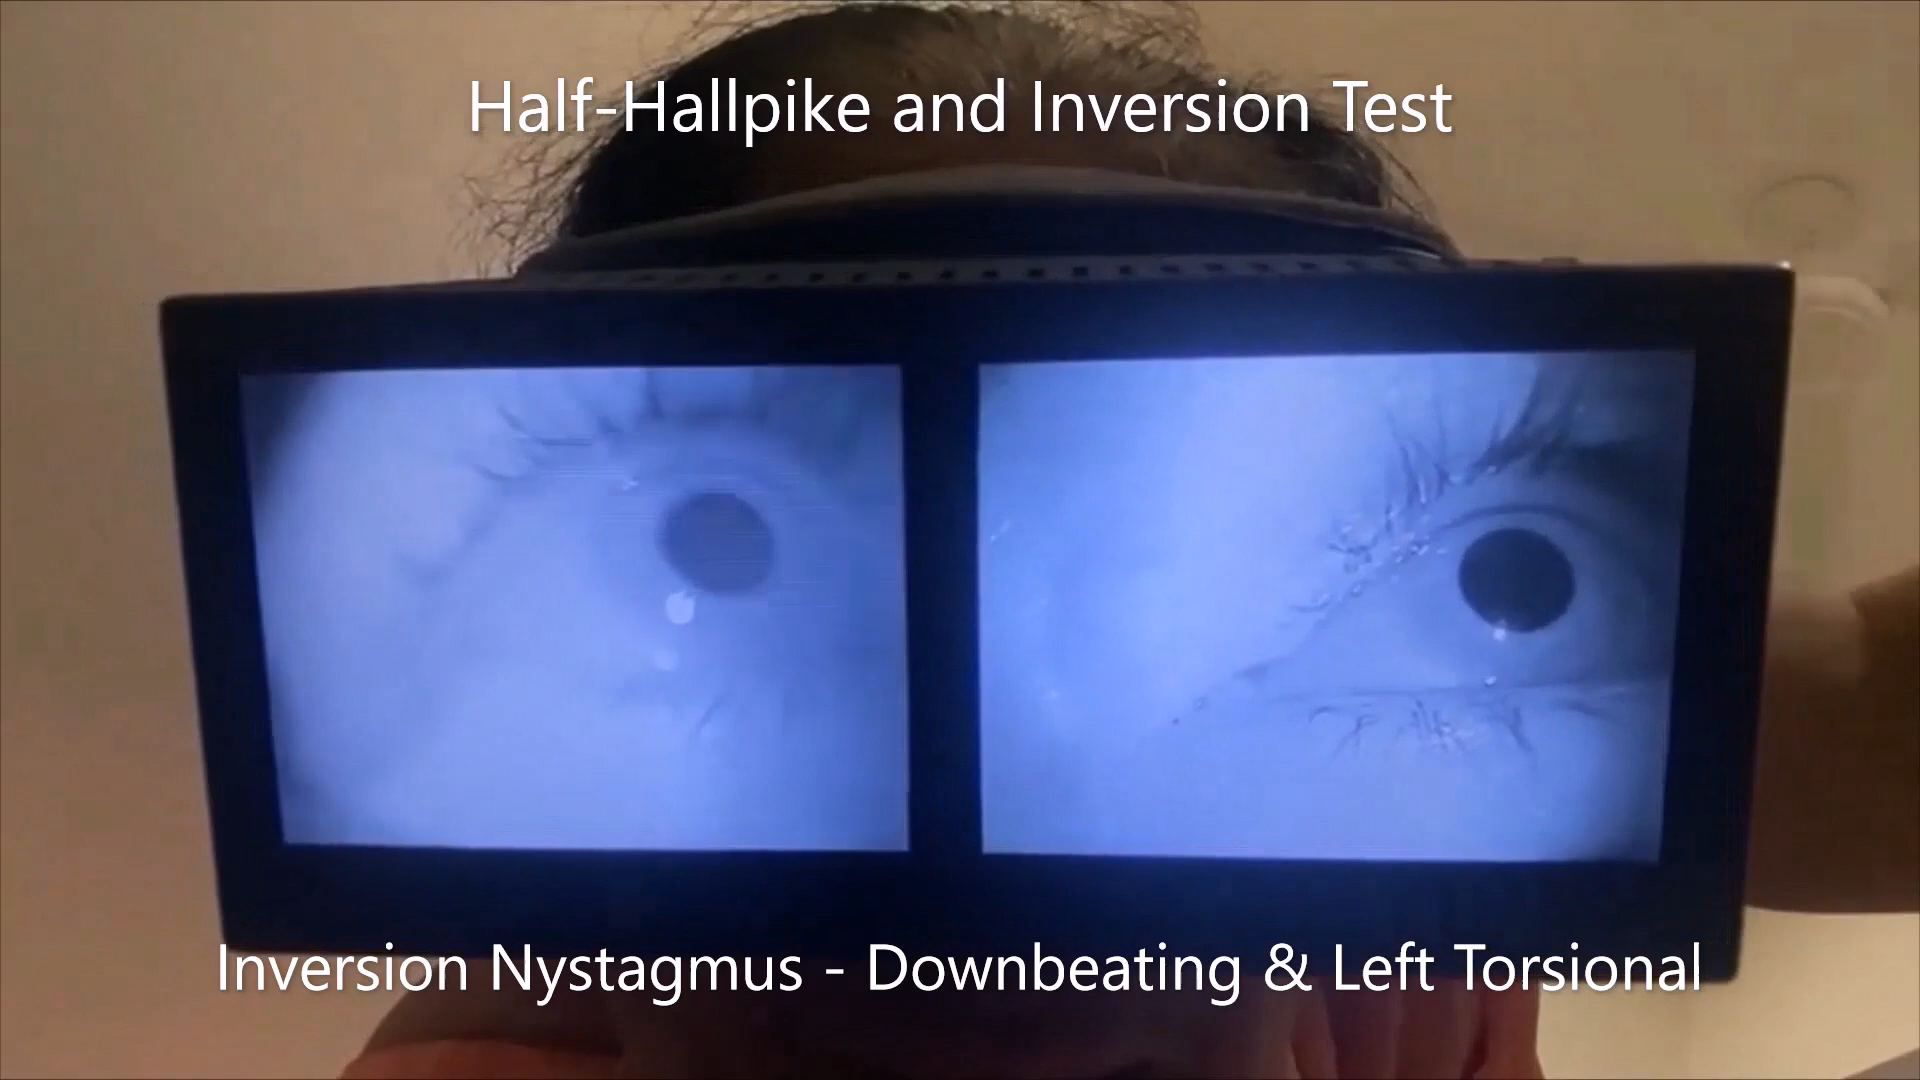 Half-Hallpike and Inversion Test
Inversion Nystagmus - Downbeating & Left Torsional